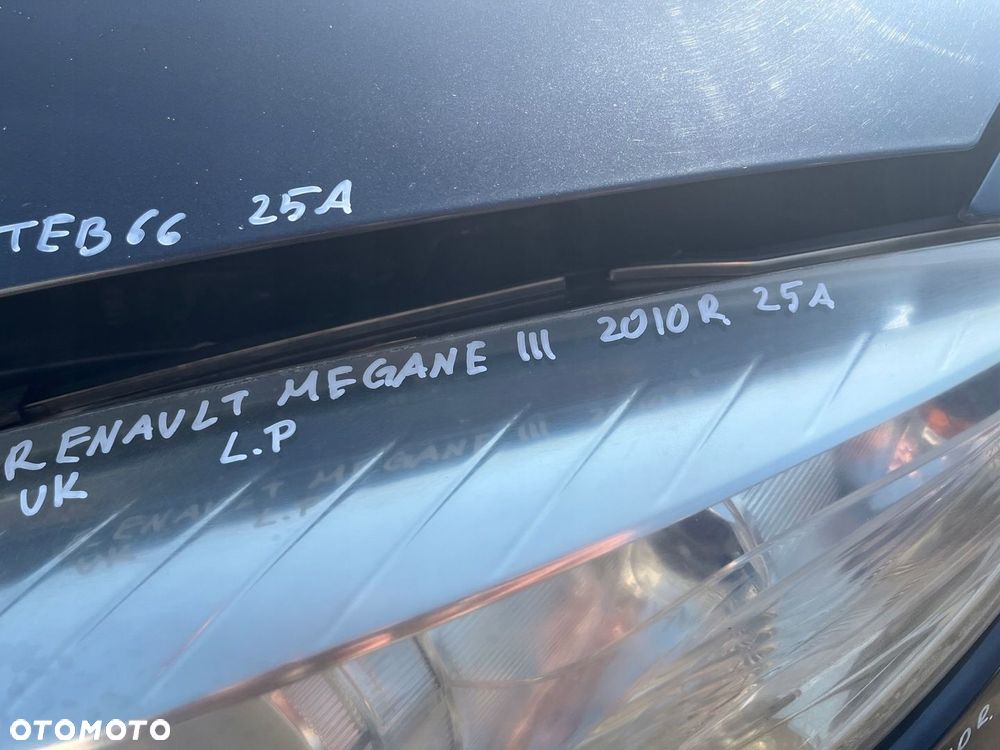 TEB66 25A
RENAULT MEGANE III 2010R 25A
UK L.P
OTOMOTO